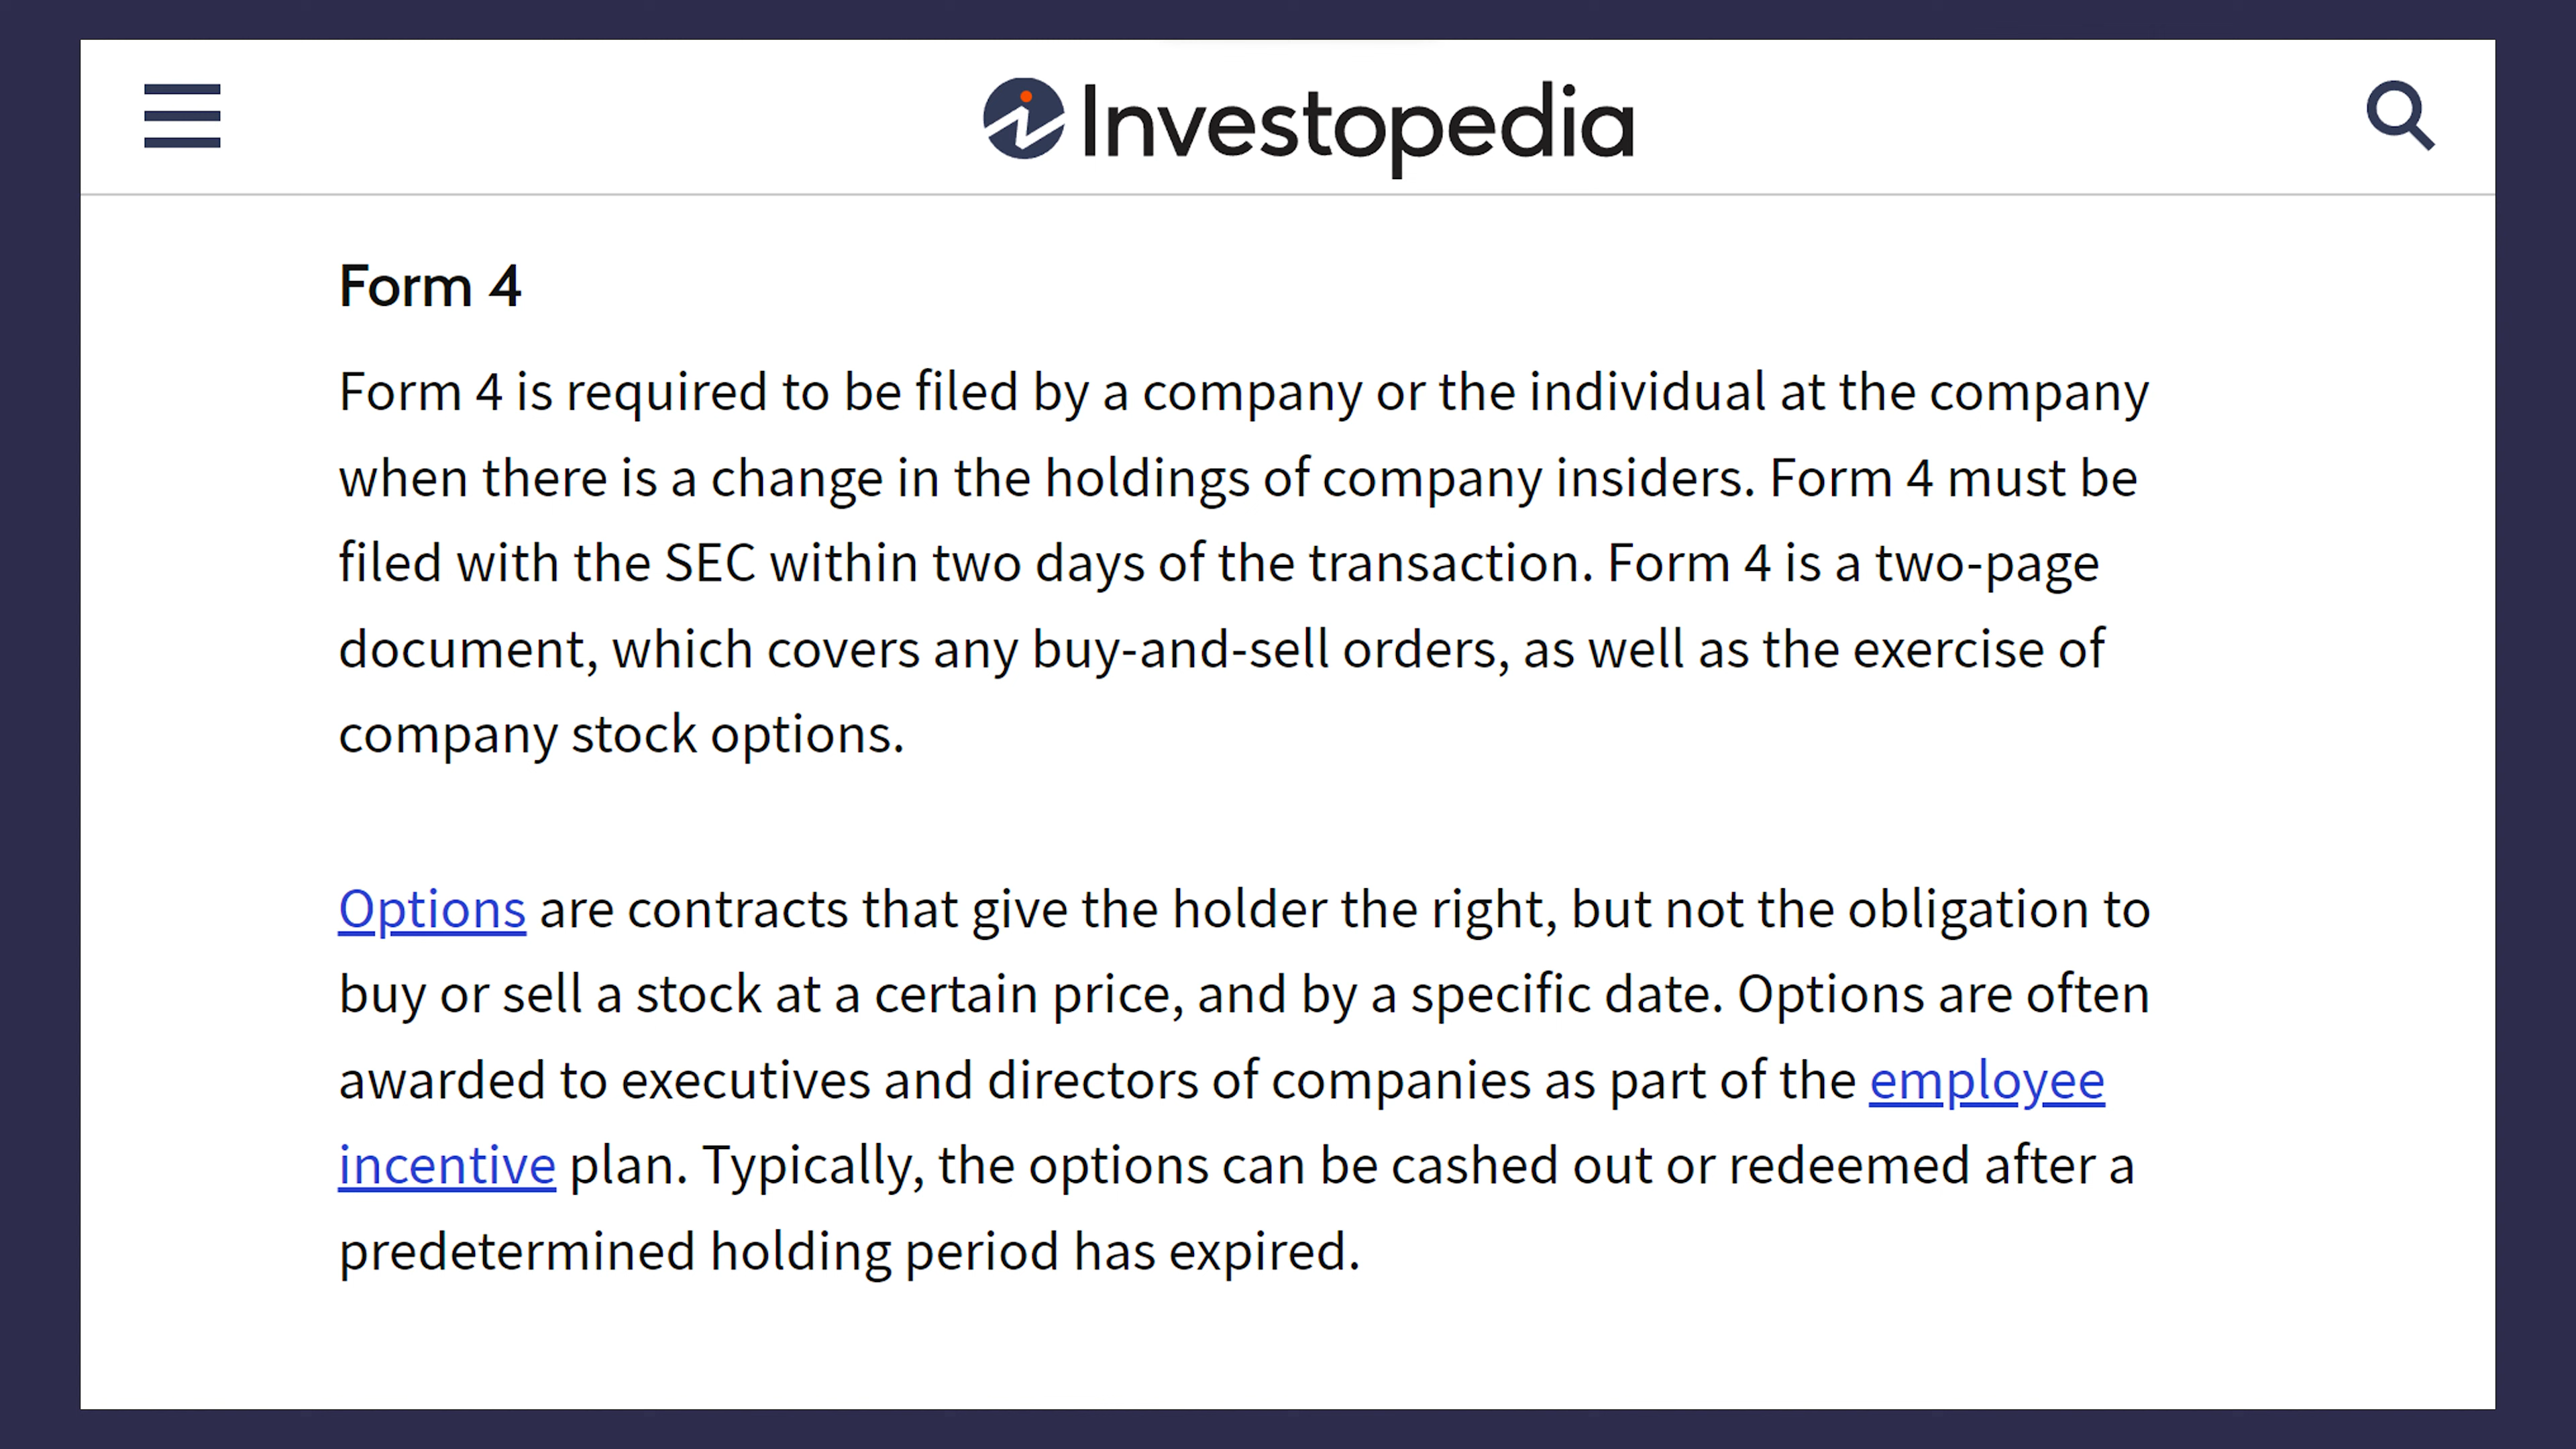 Investopedia
Form 4
Form 4 is required to be filed by a company or the individual at the company
when there is a change in the holdings of company insiders. Form 4 must be
filed with the SEC within two days of the transaction. Form 4 is a two-page
document, which covers any buy-and-sell orders, as well as the exercise of
company stock options.
Options are contracts that give the holder the right, but not the obligation to
buy or sell a stock at a certain price, and by a specific date. Options are often
awarded to executives and directors of companies as part of the employee
incentive plan. Typically, the options can be cashed out or redeemed after a
predetermined holding period has expired.